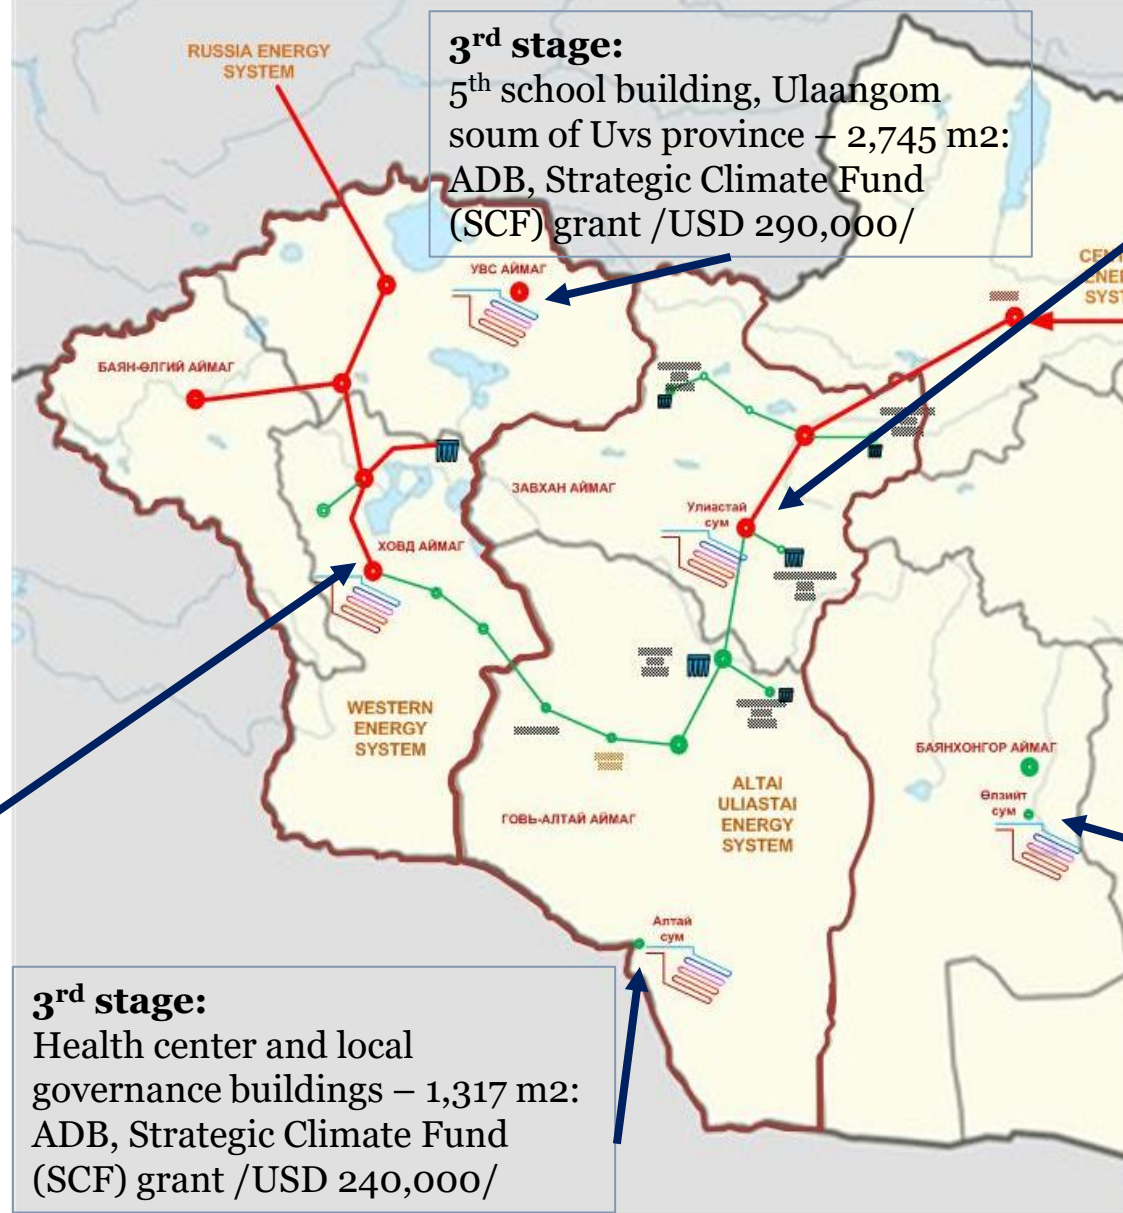 RUSSIA ENERGY
SYSTEM
3rd stage:
5th school building, Ulaangom
soum of Uvs province – 2,745 m2:
ADB, Strategic Climate Fund
(SCF) grant /USD 290,000/
УВС АЙМАГ
БАЯН-ӨЛГИЙ АЙМАГ
ЗАВХАН АЙМАГ
Улиастай
сум
ХОВД АЙМАГ
WESTERN
ENERGY
SYSTEM
ГОВЬ-АЛТАЙ АЙМАГ
ALTAI
ULIASTAI
ENERGY
SYSTEM
БАЯНХОНГОР АЙМАГ
Өлзийт
сум
Алтай
сум
3rd stage:
Health center and local
governance buildings – 1,317 m2:
ADB, Strategic Climate Fund
(SCF) grant /USD 240,000/